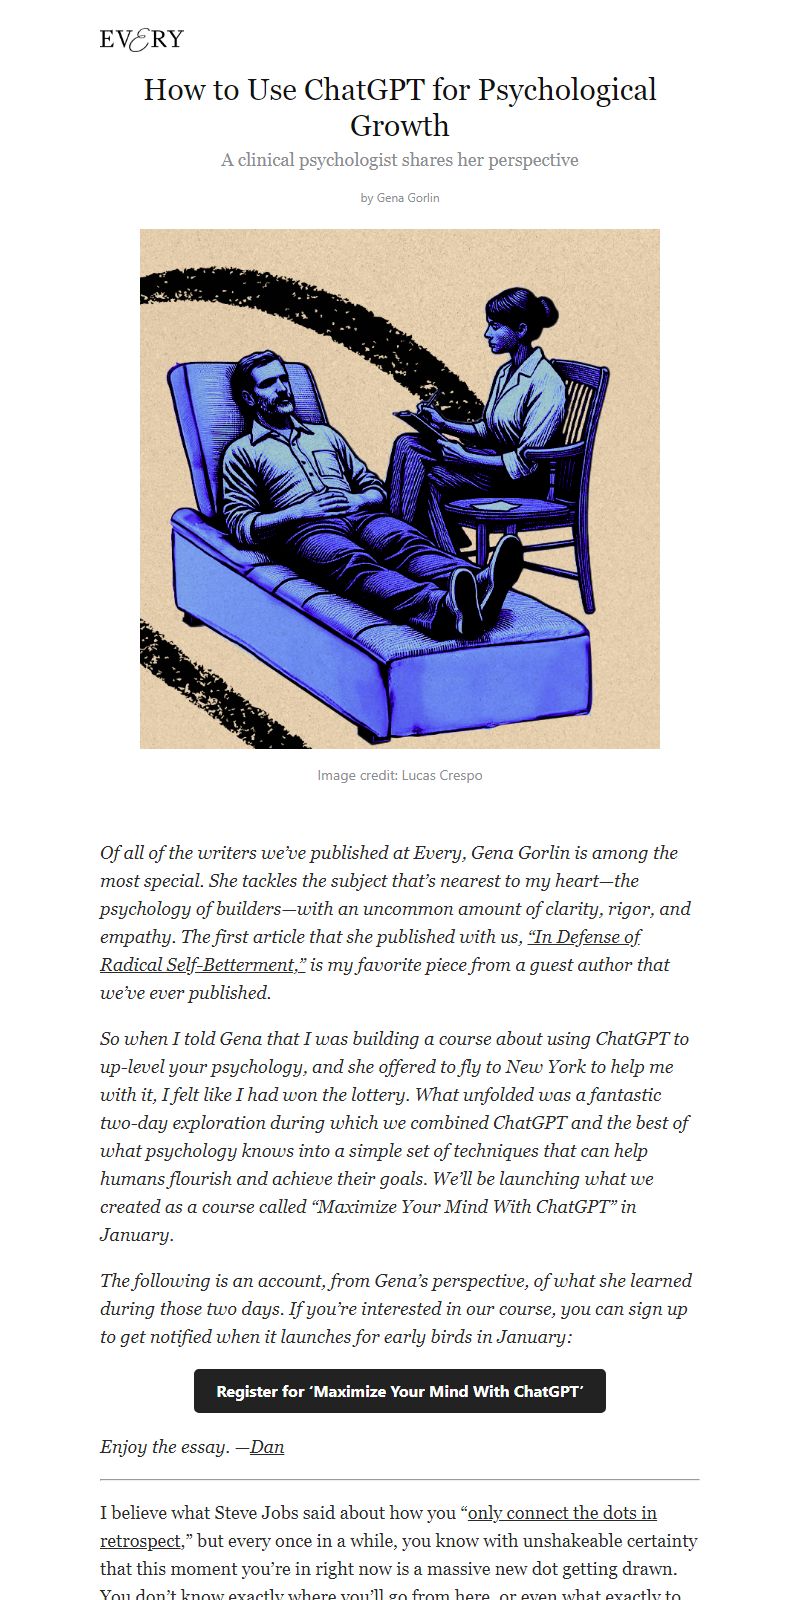 EVERY
How to Use ChatGPT for Psychological
Growth
A clinical psychologist shares her perspective
by Gena Gorlin
Image credit: Lucas Crespo
Of all of the writers we’ve published at Every, Gena Gorlin is among the
most special. She tackles the subject that’s nearest to my heart—the
psychology of builders—with an uncommon amount of clarity, rigor, and
empathy. The first article that she published with us, “In Defense of
Radical Self-Betterment,” is my favorite piece from a guest author that
we’ve ever published.
So when I told Gena that I was building a course about using ChatGPT to
up-level your psychology, and she offered to fly to New York to help me
with it, I felt like I had won the lottery. What unfolded was a fantastic
two-day exploration during which we combined ChatGPT and the best of
what psychology knows into a simple set of techniques that can help
humans flourish and achieve their goals. We’ll be launching what we
created as a course called “Maximize Your Mind With ChatGPT” in
January.
The following is an account, from Gena’s perspective, of what she learned
during those two days. If you’re interested in our course, you can sign up
to get notified when it launches for early birds in January:
Register for ‘Maximize Your Mind With ChatGPT’
Enjoy the essay. —Dan
I believe what Steve Jobs said about how you “only connect the dots in
retrospect,” but every once in a while, you know with unshakeable certainty
that this moment you’re in right now is a massive new dot getting drawn.
You don’t know exactly where you’ll go from here, or even what exactly to